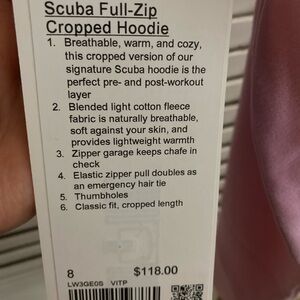 Scuba Full-Zip
Cropped Hoodie
1. Breathable, warm, and cozy,
this cropped version of our
signature Scuba hoodie is the
perfect pre- and post-workout
layer
2. Blended light cotton fleece
fabric is naturally breathable,
soft against your skin, and
provides lightweight warmth
3. Zipper garage keeps chafe in
check
4. Elastic zipper pull doubles as
an emergency hair tie
5. Thumbholes
6. Classic fit, cropped length
8 $118.00
LW3GE0S VITP